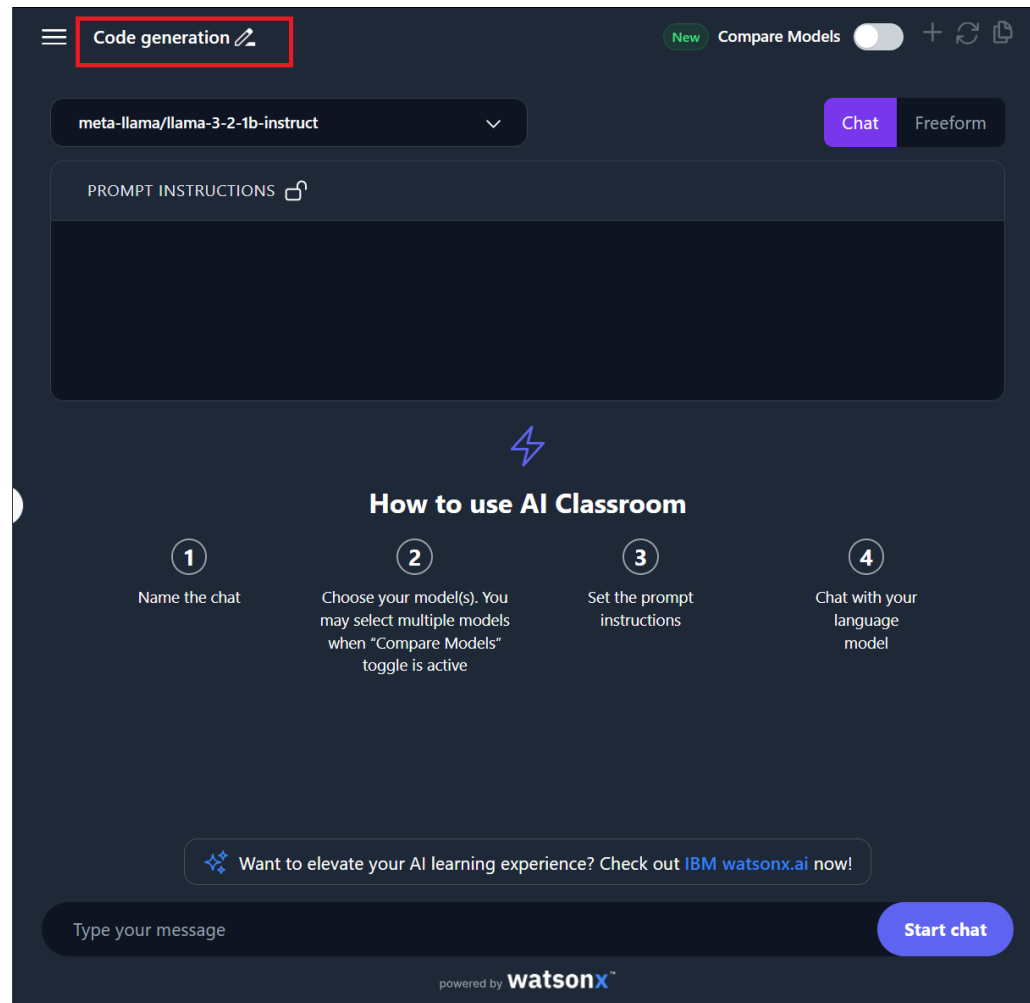 Code generation
New Compare Models
meta-llama/llama-3-2-1b-instruct
Chat Freeform
PROMPT INSTRUCTIONS
How to use AI Classroom
1
Name the chat
2
Choose your model(s). You
may select multiple models
when “Compare Models”
toggle is active
3
Set the prompt
instructions
4
Chat with your
language
model
Want to elevate your AI learning experience? Check out IBM watsonx.ai now!
Type your message
Start chat
powered by watsonx™